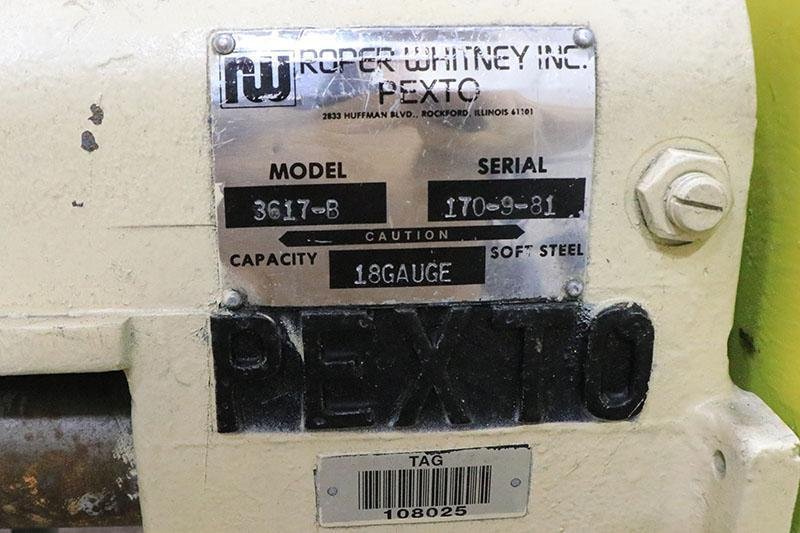 RW ROPER WHITNEY INC.
PEXTO
2833 HUFFMAN BLVD., ROCKFORD, ILLINOIS 61101
MODEL SERIAL
3617-B 170-9-81
CAUTION
CAPACITY 18GAUGE SOFT STEEL
PEXTO
TAG
108025